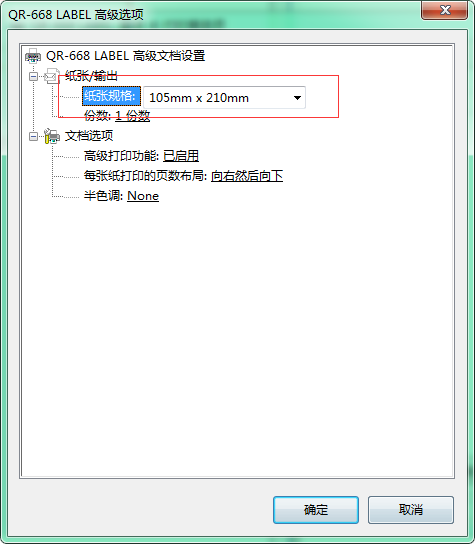 QR-668 LABEL 高级选项
QR-668 LABEL 高级文档设置
纸张/输出
纸张规格: 105mm x 210mm
份数: 1 份数
文档选项
高级打印功能: 已启用
每张纸打印的页数布局: 向右然后向下
半色调: None
确定 取消